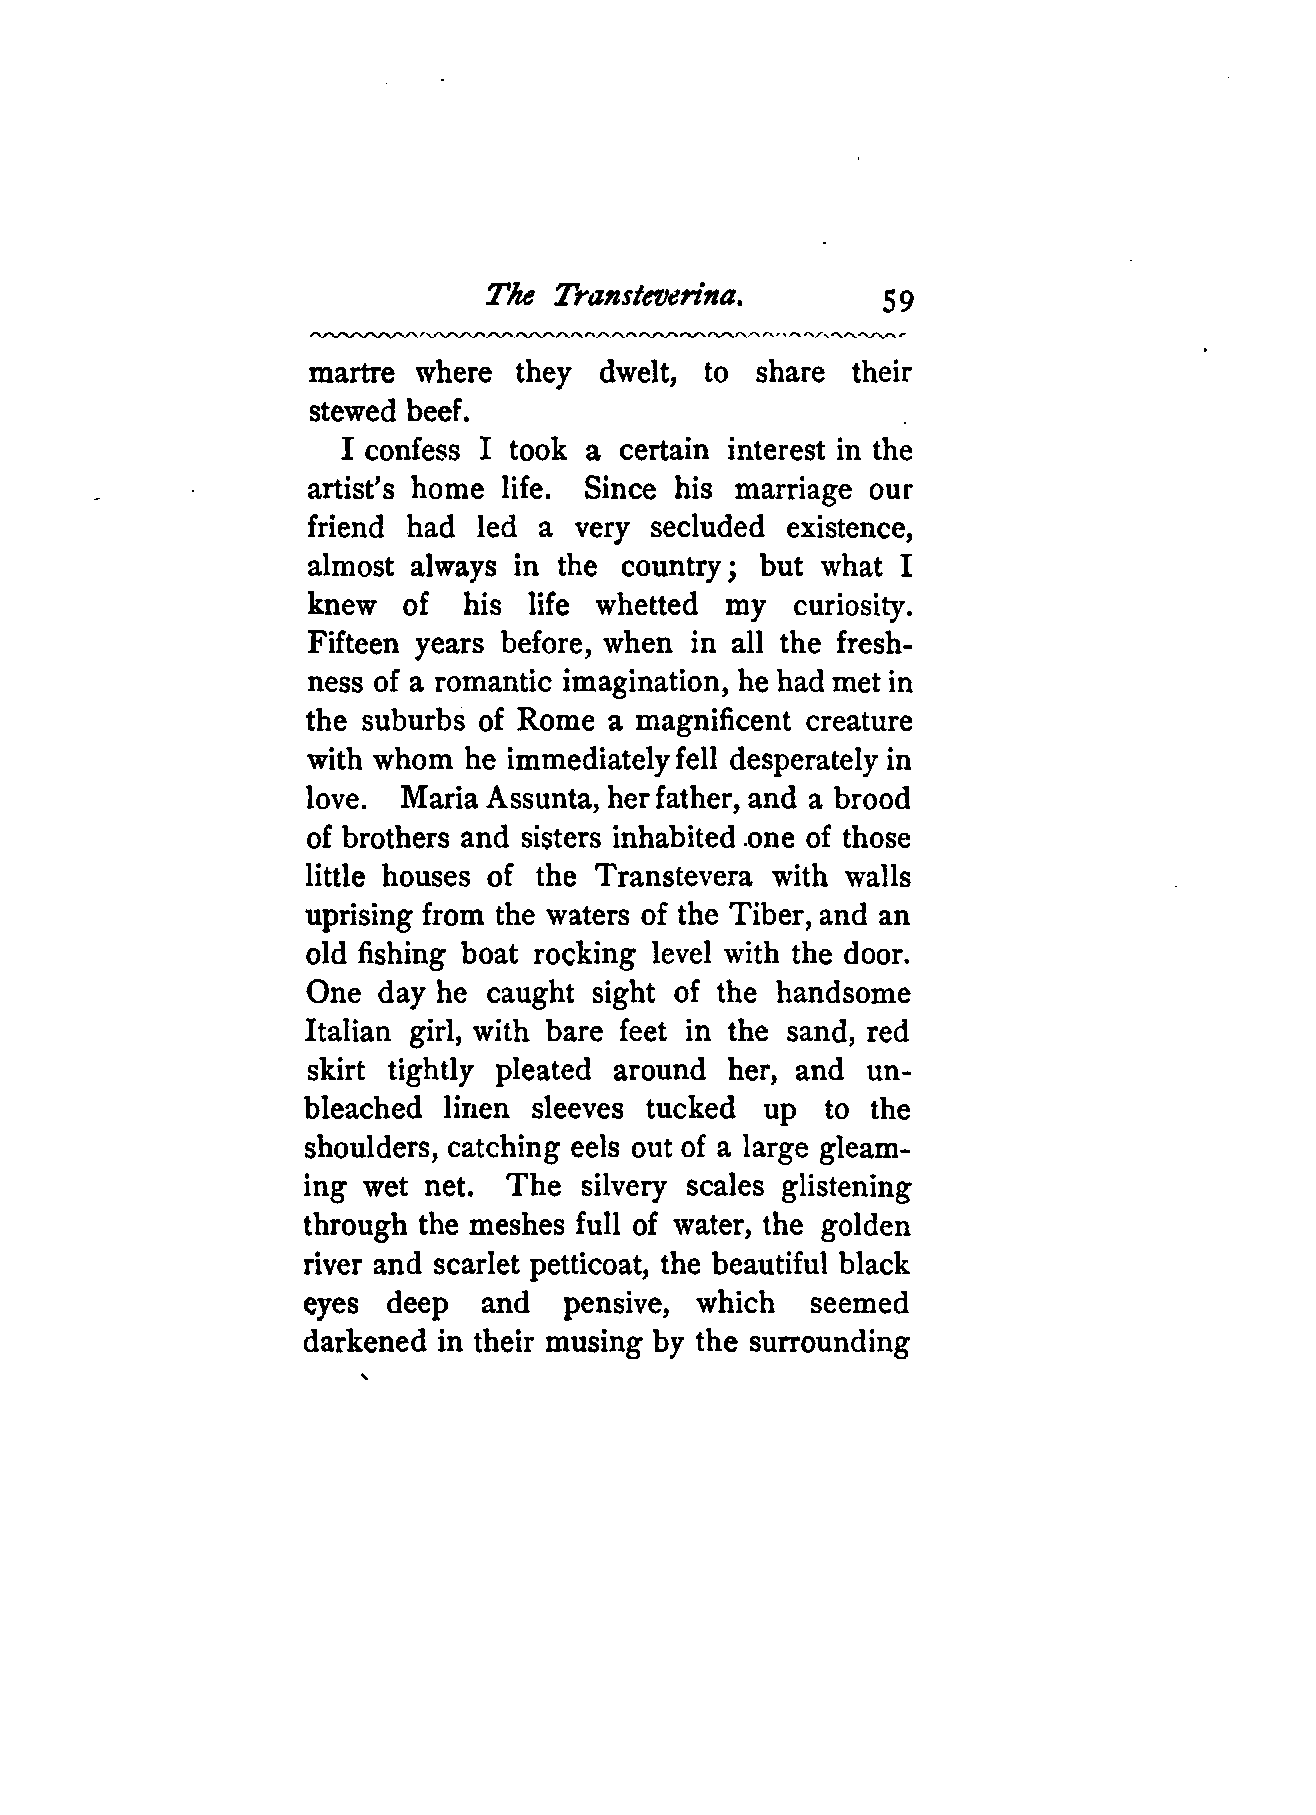 The Transteverina. 59
martre where they dwelt, to share their
stewed beef.
I confess I took a certain interest in the
artist's home life. Since his marriage our
friend had led a very secluded existence,
almost always in the country; but what I
knew of his life whetted my curiosity.
Fifteen years before, when in all the fresh-
ness of a romantic imagination, he had met in
the suburbs of Rome a magnificent creature
with whom he immediately fell desperately in
love. Maria Assunta, her father, and a brood
of brothers and sisters inhabited one of those
little houses of the Transtevera with walls
uprising from the waters of the Tiber, and an
old fishing boat rocking level with the door.
One day he caught sight of the handsome
Italian girl, with bare feet in the sand, red
skirt tightly pleated around her, and un-
bleached linen sleeves tucked up to the
shoulders, catching eels out of a large gleam-
ing wet net. The silvery scales glistening
through the meshes full of water, the golden
river and scarlet petticoat, the beautiful black
eyes deep and pensive, which seemed
darkened in their musing by the surrounding